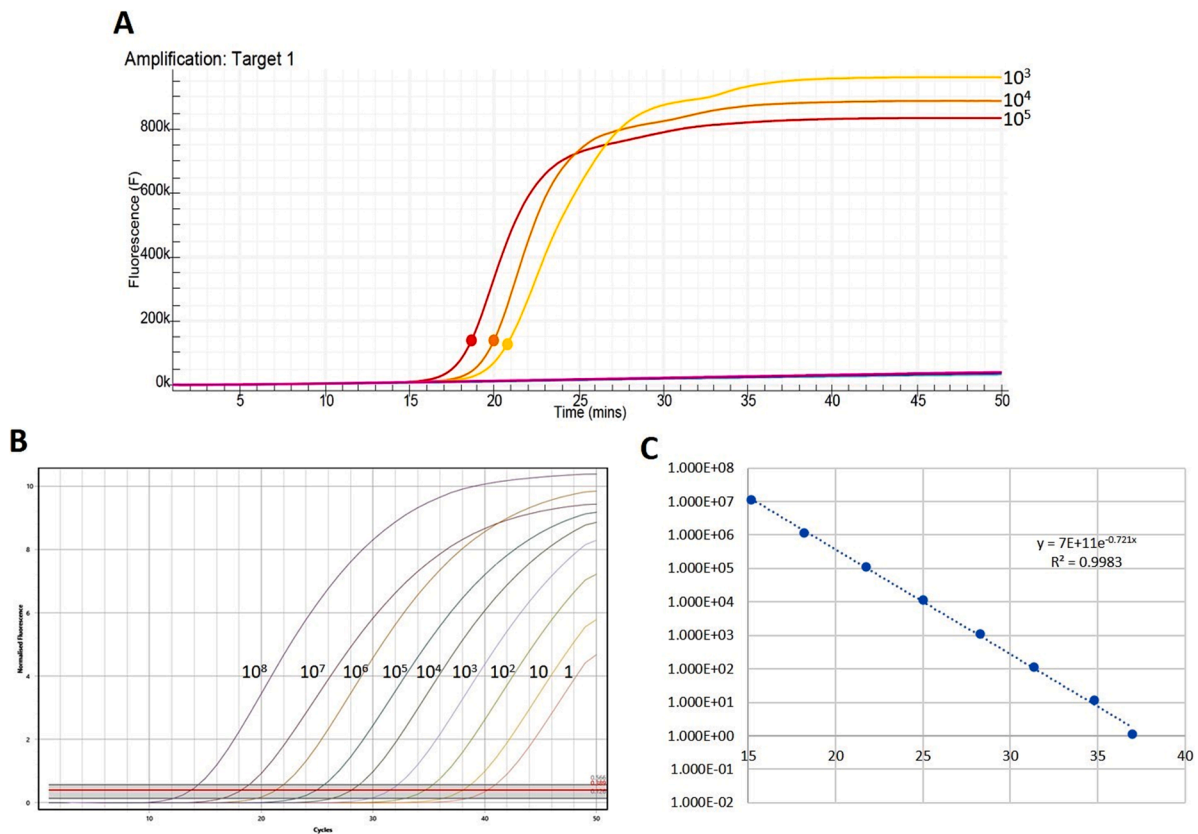 A
Amplification: Target 1
10³
10⁴
10⁵
800k
600k
400k
200k
0k
Fluorescence (F)
5 10 15 20 25 30 35 40 45 50
Time (mins)
B
10
8
6
4
2
0
Normalised Fluorescence
10⁸ 10⁷ 10⁶ 10⁵ 10⁴ 10³ 10² 10 1
10 20 30 40 50
Cycles
C
1.000E+08
1.000E+07
1.000E+06
1.000E+05
1.000E+04
1.000E+03
1.000E+02
1.000E+01
1.000E+00
1.000E-01
1.000E-02
y = 7E+11e^-0.721x
R² = 0.9983
15 20 25 30 35 40